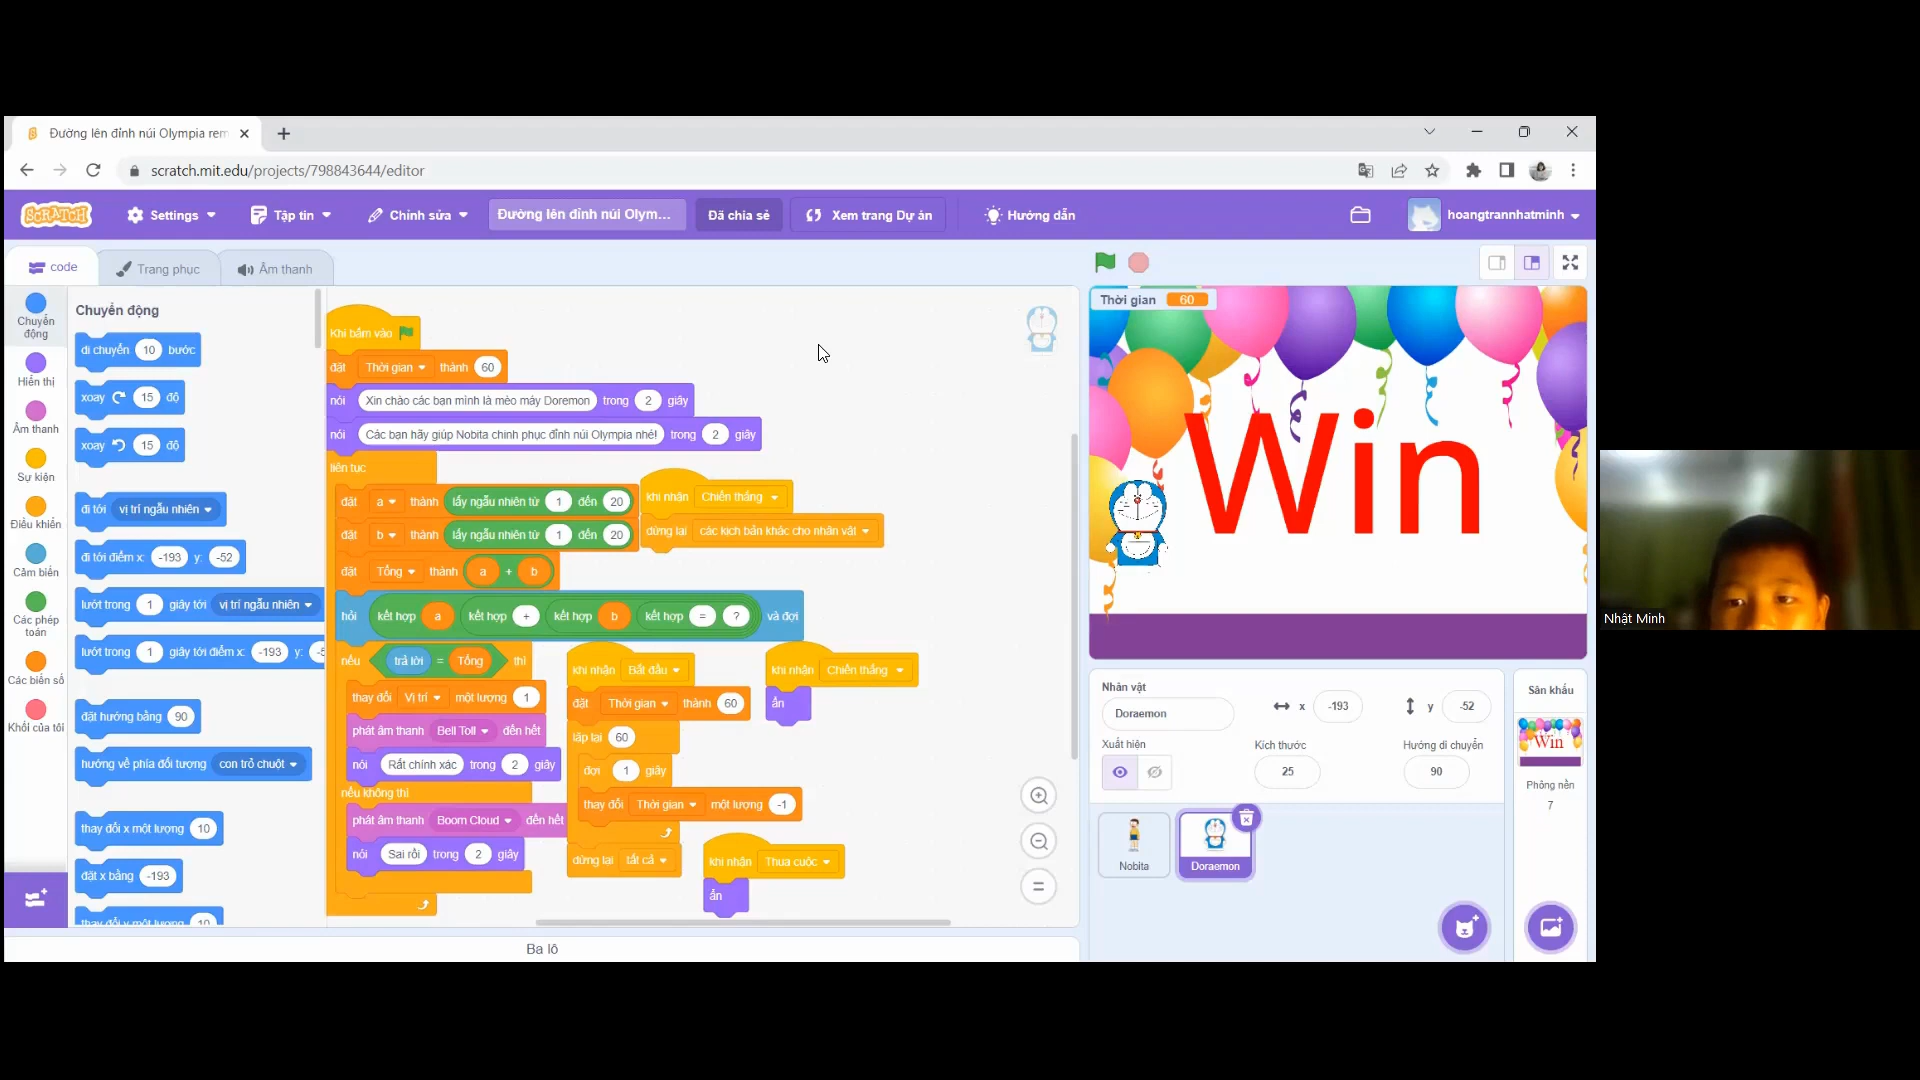 Đường lên đỉnh núi Olympia rem
scratch.mit.edu/projects/798843644/editor
SCRATCH
Settings
Tập tin
Chỉnh sửa
Đường lên đỉnh núi Olym...
Đã chia sẻ
Xem trang Dự án
Hướng dẫn
hoangtrannhatminh
code
Trang phục
Âm thanh
Chuyển động
Hiển thị
Âm thanh
Sự kiện
Điều khiển
Cảm biến
Các phép toán
Các biến số
Khối của tôi
Chuyển động
di chuyển 10 bước
xoay 15 độ
xoay 15 độ
đi tới vị trí ngẫu nhiên
đi tới điểm x: -193 y: -52
lướt trong 1 giây tới vị trí ngẫu nhiên
lướt trong 1 giây tới điểm x: -193 y: -5
đặt hướng bằng 90
hướng về phía đối tượng con trỏ chuột
thay đổi x một lượng 10
đặt x bằng -193
thay đổi y một lượng 10
Khi bấm vào
đặt Thời gian thành 60
nói Xin chào các bạn mình là mèo máy Doremon trong 2 giây
nói Các bạn hãy giúp Nobita chinh phục đỉnh núi Olympia nhé! trong 2 giây
liên tục
đặt a thành lấy ngẫu nhiên từ 1 đến 20
đặt b thành lấy ngẫu nhiên từ 1 đến 20
đặt Tổng thành a + b
hỏi kết hợp a kết hợp + kết hợp b kết hợp = ? và đợi
nếu trả lời = Tổng thì
thay đổi Vị trí một lượng 1
phát âm thanh Bell Toll đến hết
nói Rất chính xác trong 2 giây
nếu không thì
phát âm thanh Boom Cloud đến hết
nói Sai rồi trong 2 giây
khi nhận Chiến thắng
dừng lại các kịch bản khác cho nhân vật
khi nhận Bắt đầu
đặt Thời gian thành 60
lặp lại 60
đợi 1 giây
thay đổi Thời gian một lượng -1
dừng lại tất cả
khi nhận Chiến thắng
ẩn
khi nhận Thua cuộc
ẩn
Ba lô
Thời gian 60
Win
Nhân vật
Doraemon
x -193
y -52
Xuất hiện
Kích thước
25
Hướng di chuyển
90
Nobita
Doraemon
Sân khấu
Win
Phông nền
7
Nhật Minh